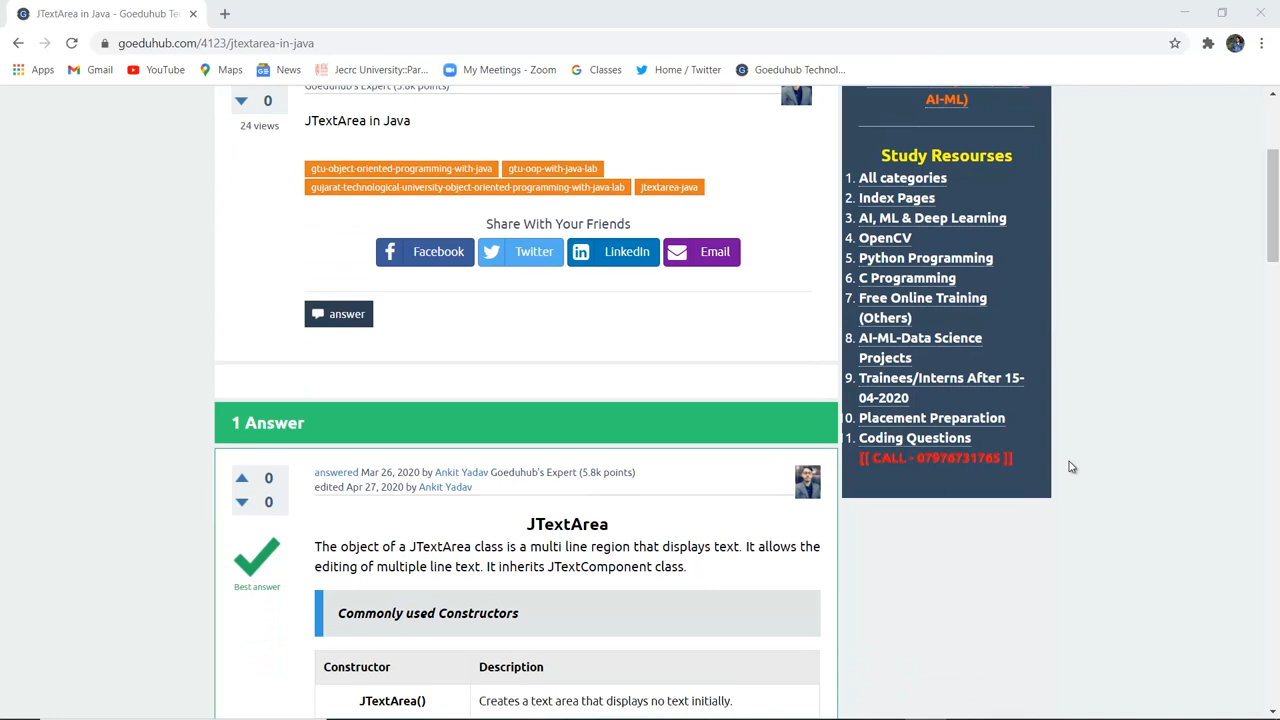 JTextArea in Java - Goeduhub Te
goeduhub.com/4123/jtextarea-in-java
Apps Gmail YouTube Maps News Jecrc University::Par... My Meetings - Zoom Classes Home / Twitter Goeduhub Technol...
Goeduhub's Expert (5.8k points)
0
24 views
JTextArea in Java
gtu-object-oriented-programming-with-java gtu-oop-with-java-lab
gujarat-technological-university-object-oriented-programming-with-java-lab jtextarea-java
Share With Your Friends
Facebook Twitter LinkedIn Email
answer
1 Answer
0
0
Best answer
answered Mar 26, 2020 by Ankit Yadav Goeduhub's Expert (5.8k points)
edited Apr 27, 2020 by Ankit Yadav
JTextArea
The object of a JTextArea class is a multi line region that displays text. It allows the
editing of multiple line text. It inherits JTextComponent class.
Commonly used Constructors
Constructor Description
JTextArea() Creates a text area that displays no text initially.
AI-ML)
Study Resourses
1. All categories
2. Index Pages
3. AI, ML & Deep Learning
4. OpenCV
5. Python Programming
6. C Programming
7. Free Online Training
(Others)
8. AI-ML-Data Science
Projects
9. Trainees/Interns After 15-
04-2020
10. Placement Preparation
11. Coding Questions
[[ CALL - 07976731765 ]]